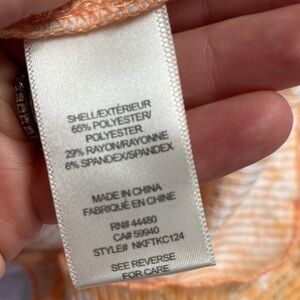 SHELL/EXTÉRIEUR
65% POLYESTER/
POLYESTER
29% RAYON/RAYONNE
6% SPANDEX/SPANDEX
MADE IN CHINA
FABRIQUÉ EN CHINE
RN# 44480
CA# 59940
STYLE# NKFTKC124
SEE REVERSE
FOR CARE